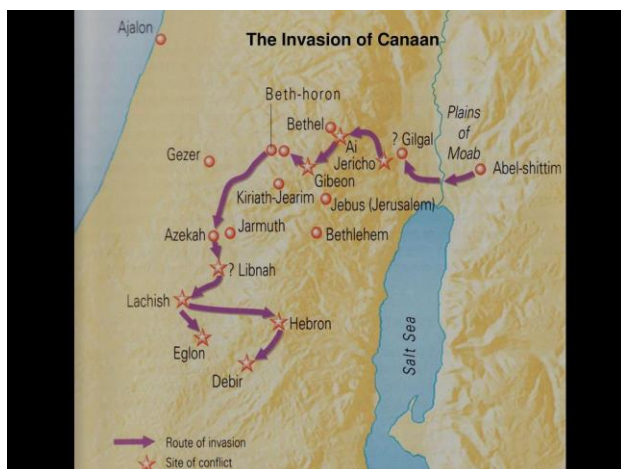 The Invasion of Canaan
Ajalon
Beth-horon
Bethel
Ai
? Gilgal
Plains
of
Moab
Gezer
Jericho
Abel-shittim
Gibeon
Kiriath-Jearim
Jebus (Jerusalem)
Azekah
Jarmuth
Bethlehem
? Libnah
Lachish
Hebron
Eglon
Debir
Salt Sea
Route of invasion
Site of conflict